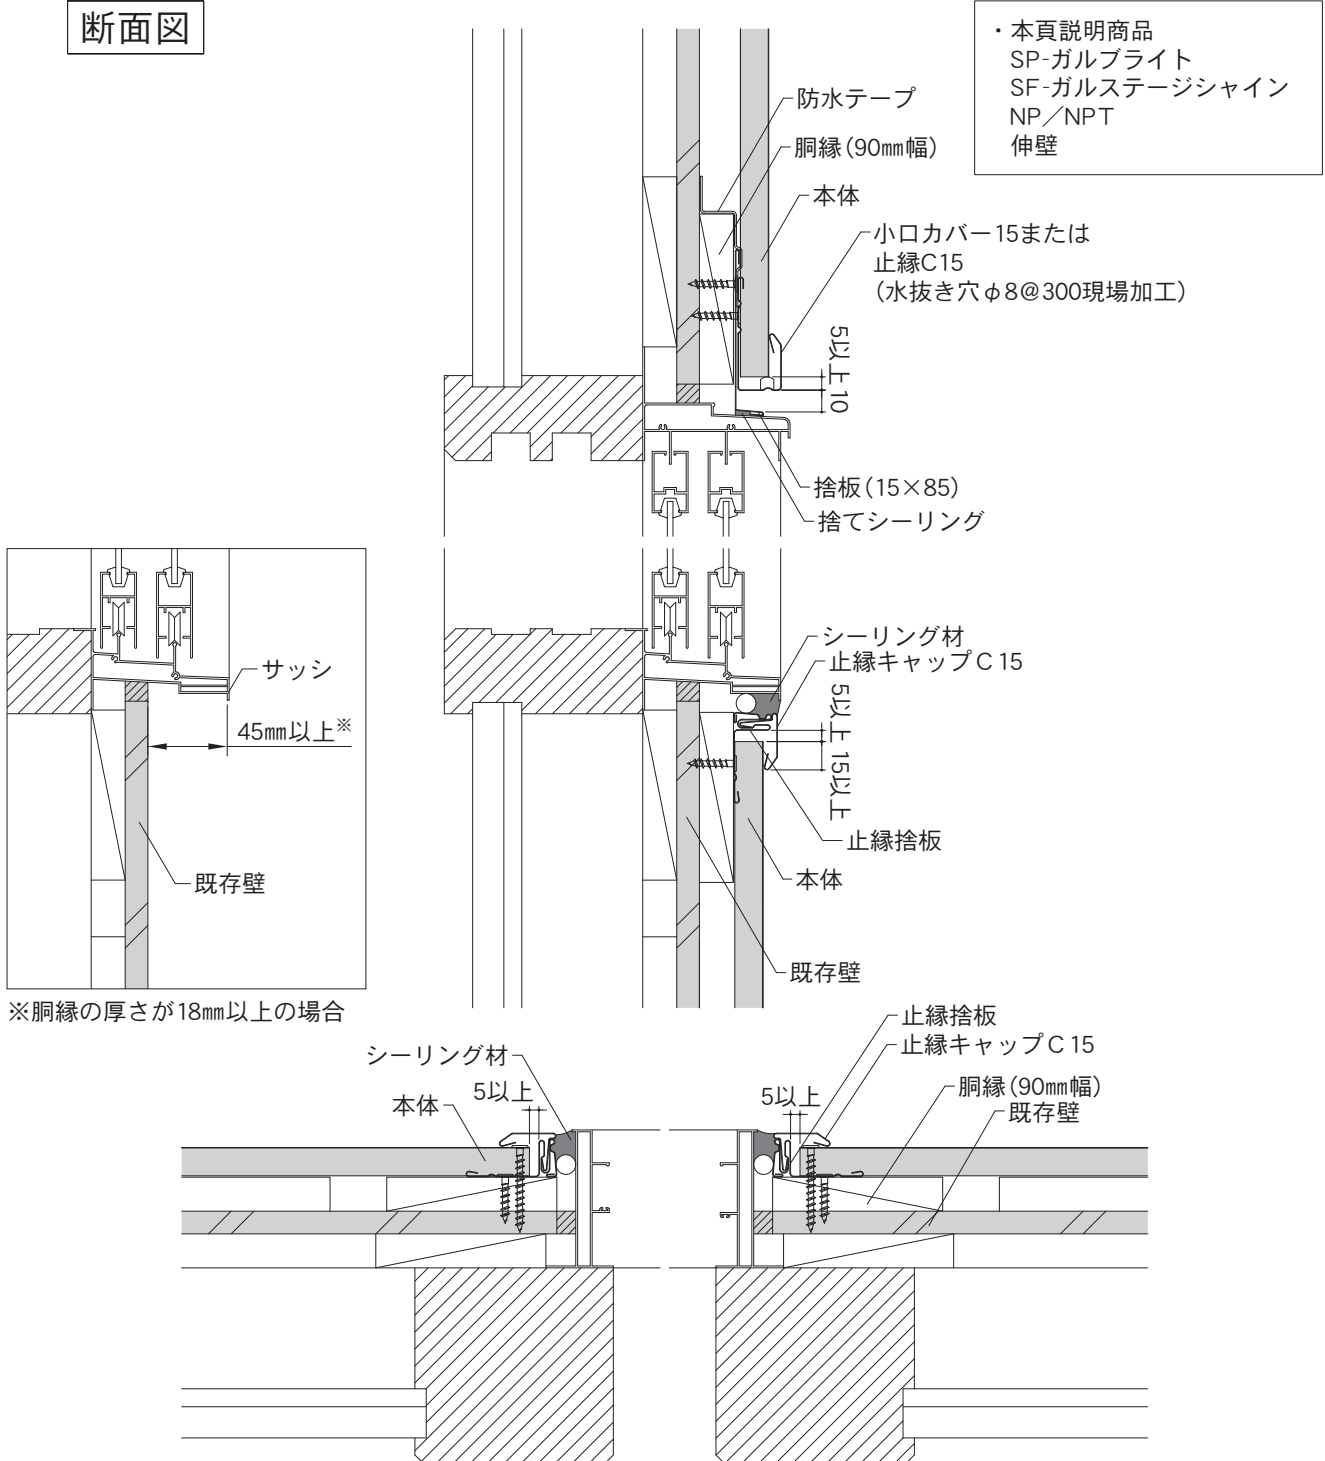 断面図
・本頁説明商品
SP-ガルブライト
SF-ガルステージシャイン
NP／NPT
伸壁
防水テープ
胴縁（90㎜幅）
本体
小口カバー15または
止縁C15
（水抜き穴φ8@300現場加工）
5以上
10
捨板（15×85）
捨てシーリング
サッシ
45㎜以上※
既存壁
※胴縁の厚さが18㎜以上の場合
シーリング材
止縁キャップC15
5以上
15以上
止縁捨板
本体
既存壁
シーリング材
5以上
本体
止縁捨板
止縁キャップC15
5以上
胴縁（90㎜幅）
既存壁